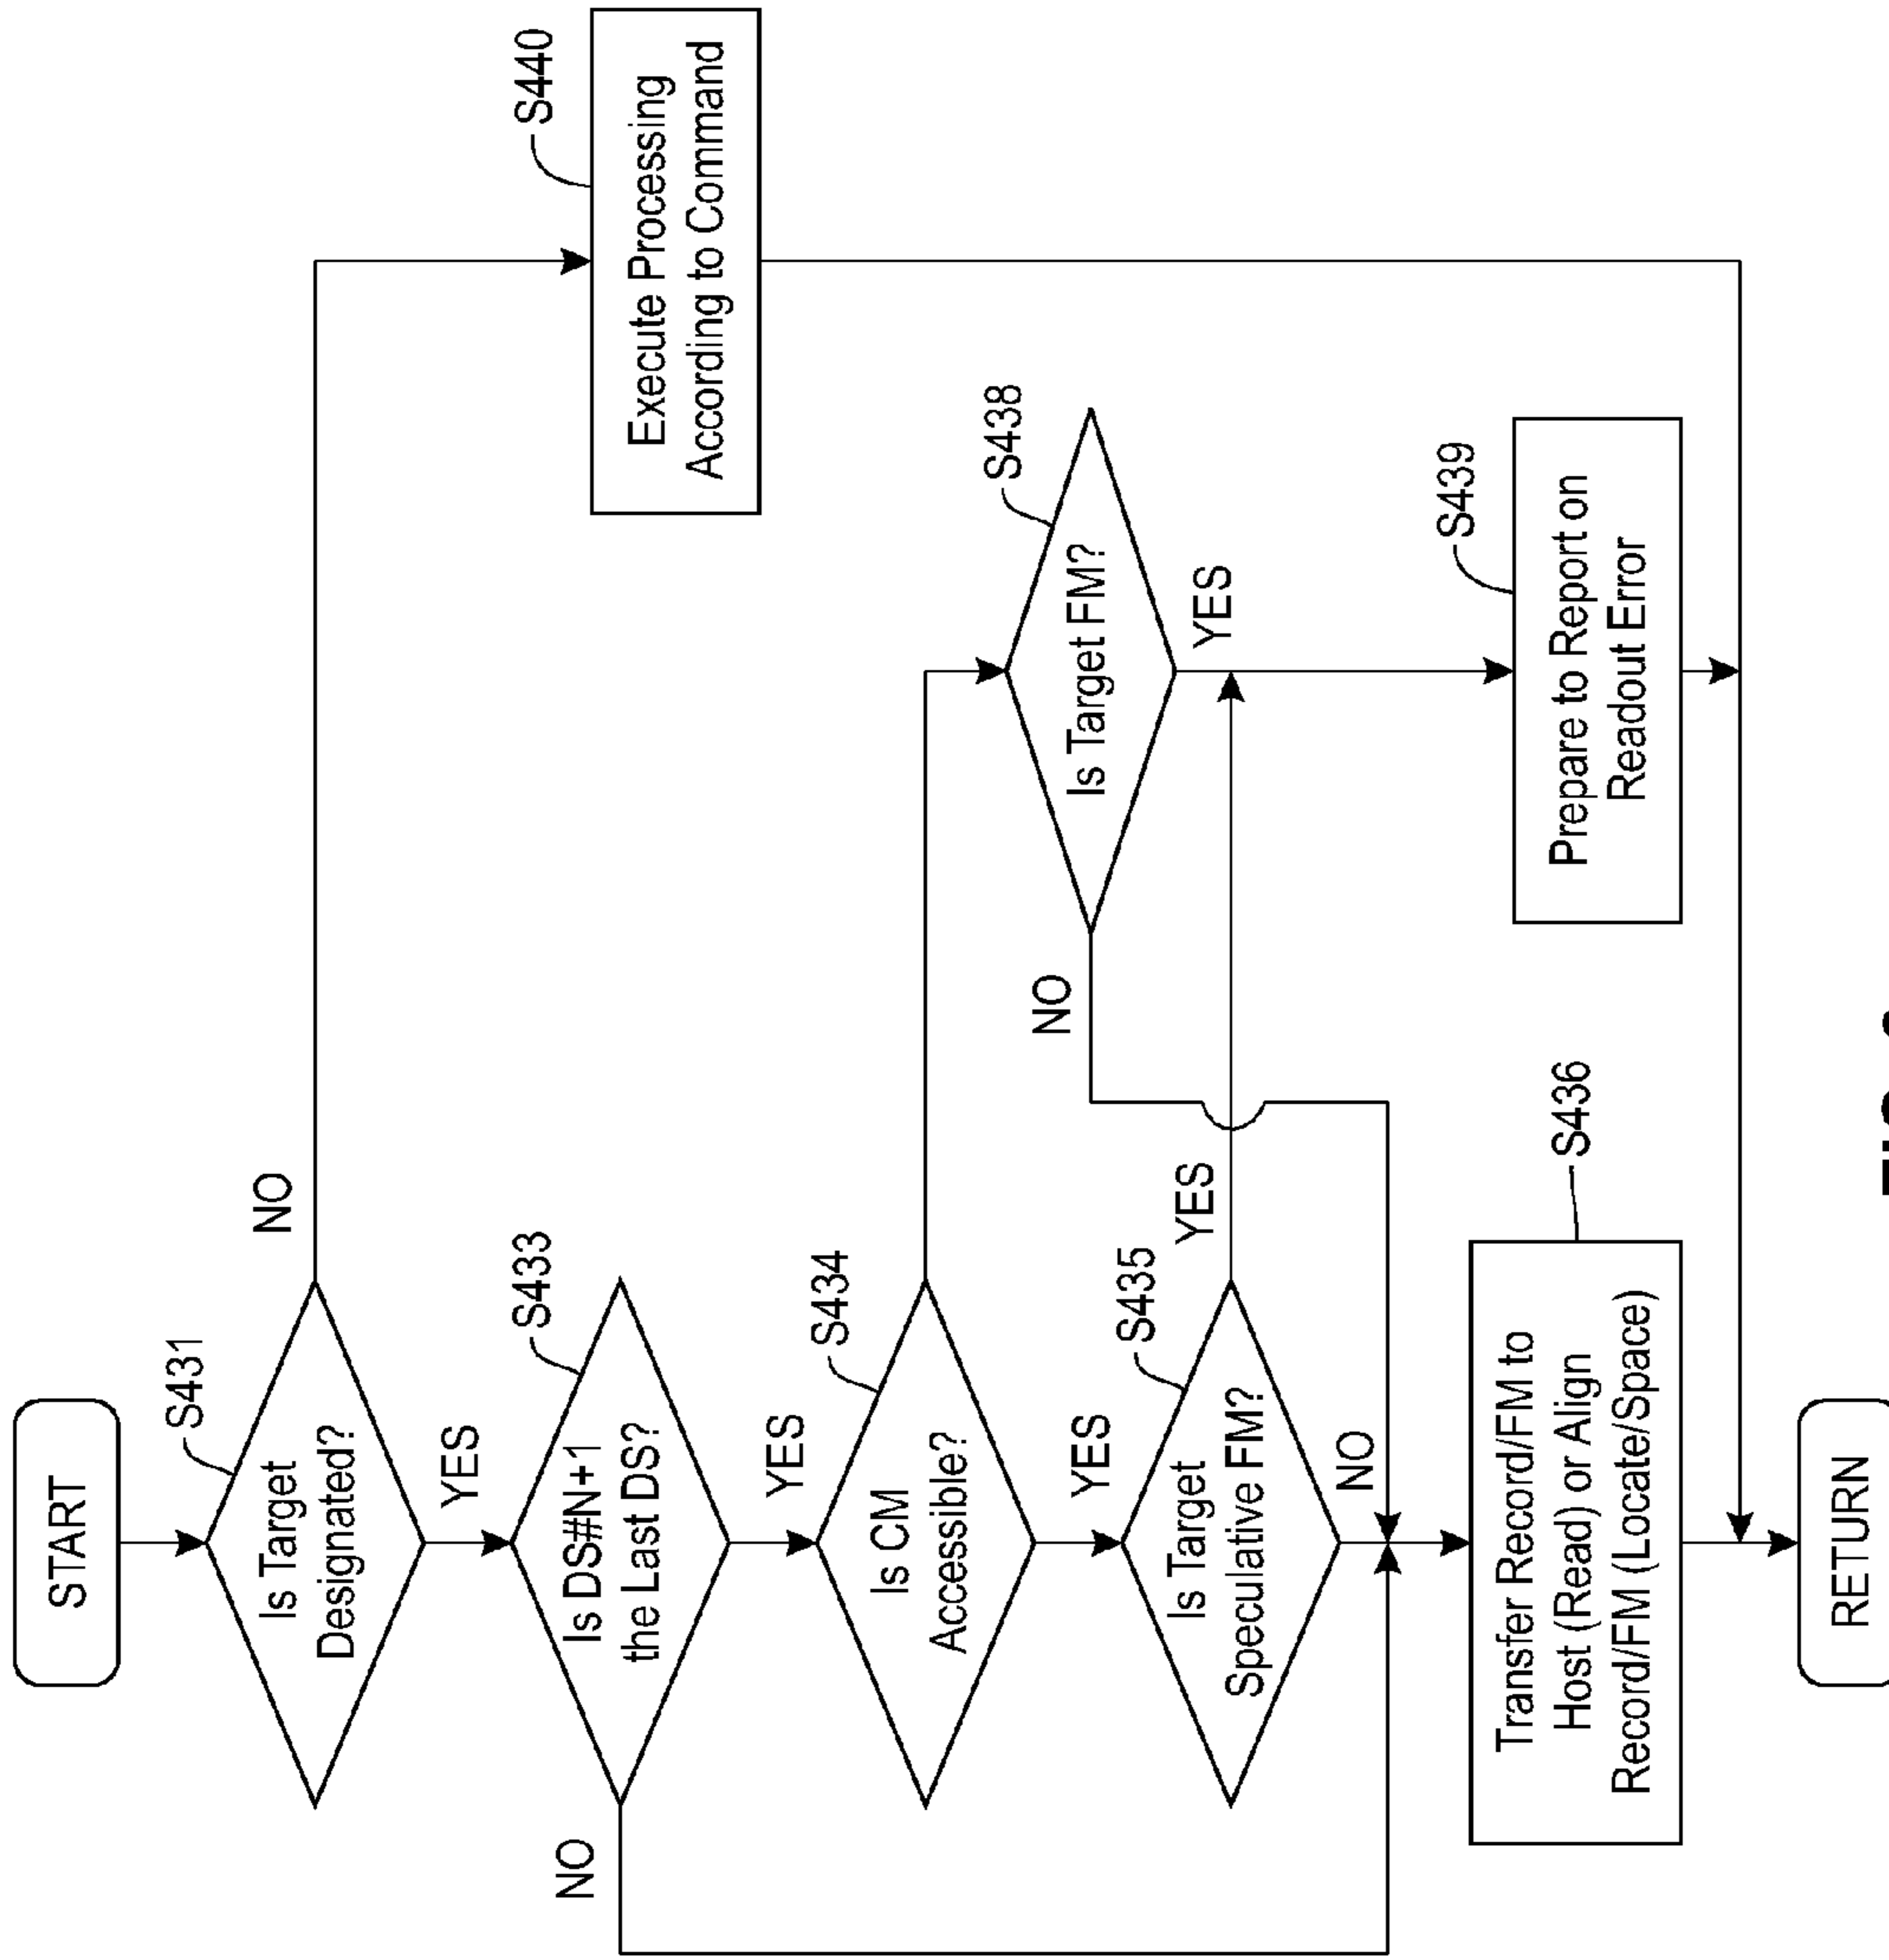 START
S431
Is Target
Designated?
NO
YES
S433
Is DS#N+1
the Last DS?
NO
YES
S434
Is CM
Accessible?
YES
S435
Is Target
Speculative FM?
YES
NO
S438
Is Target FM?
NO
YES
S436
Transfer Record/FM to
Host (Read) or Align
Record/FM (Locate/Space)
S439
Prepare to Report on
Readout Error
S440
Execute Processing
According to Command
RETURN